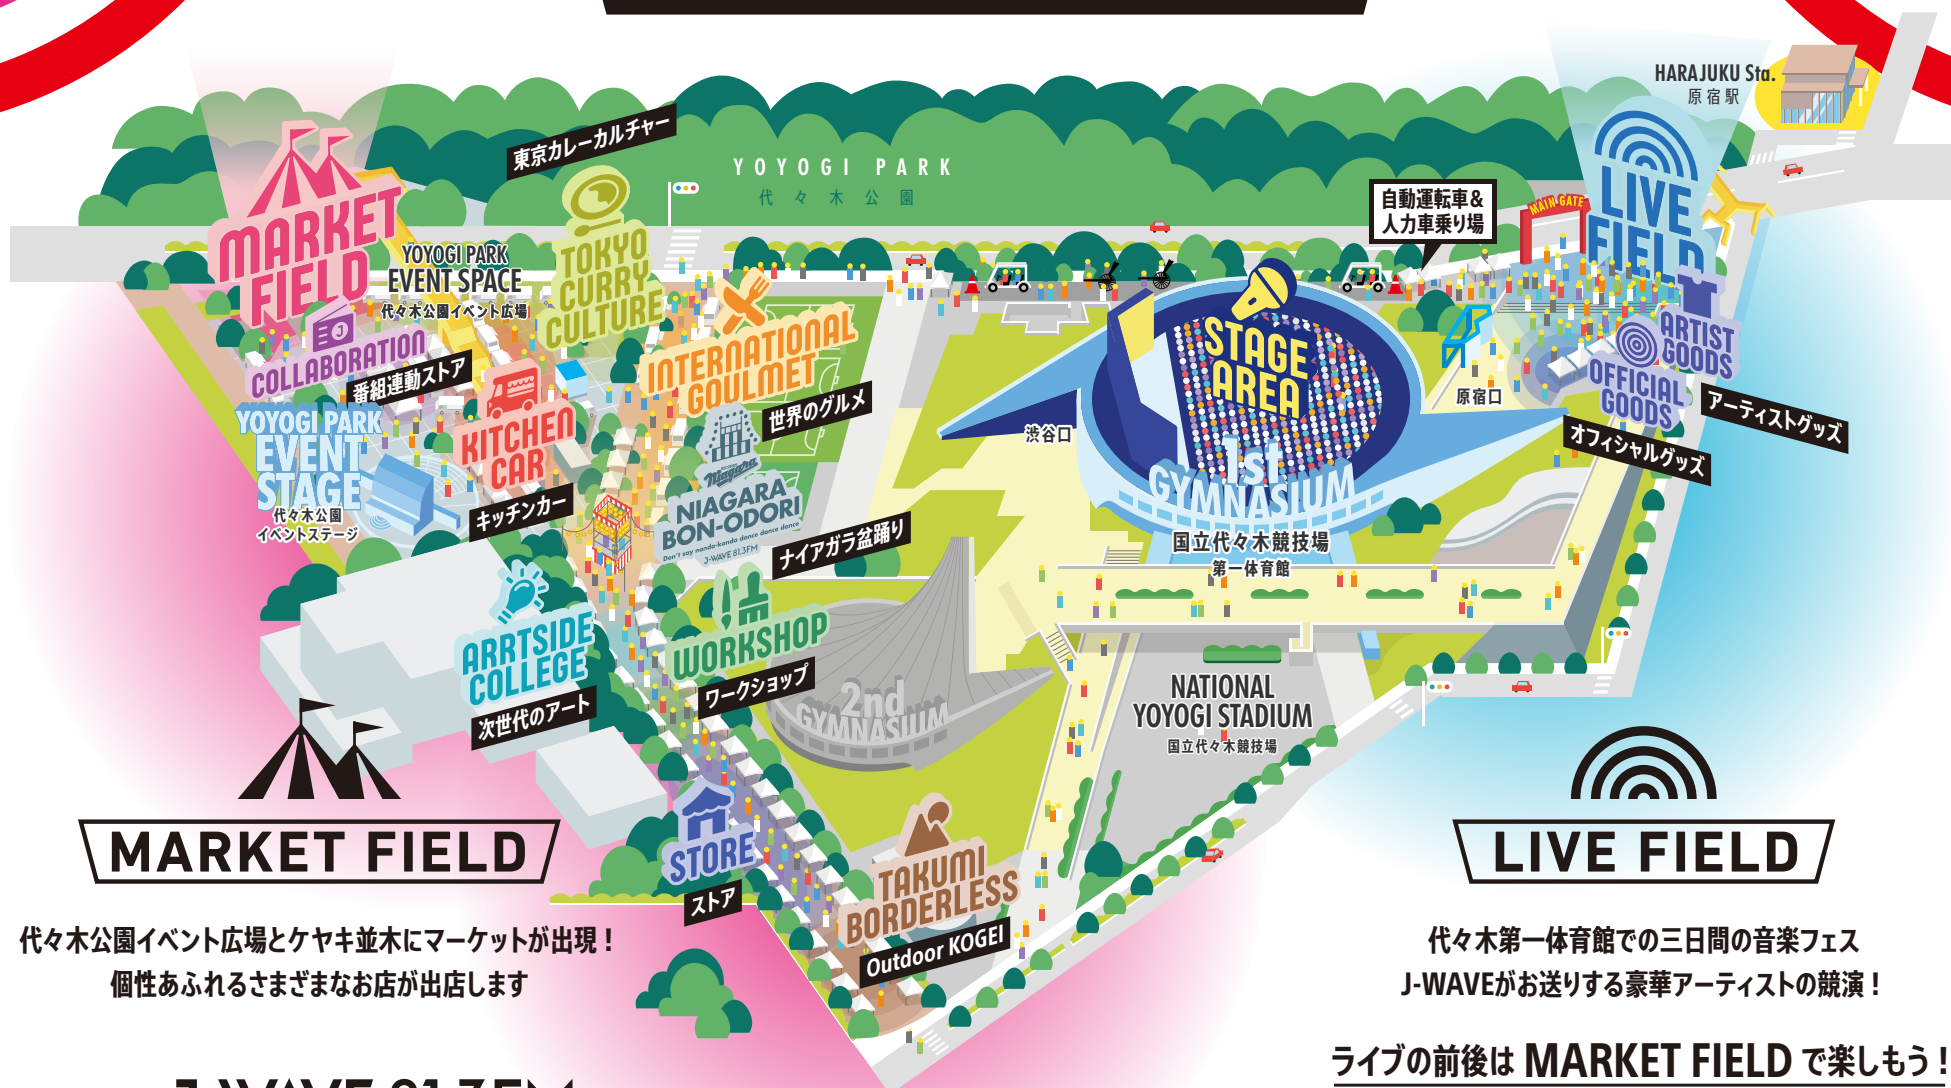 HARAJUKU Sta.
原宿駅
東京カレーカルチャー
YOYOGI PARK
代々木公園
自動運転車＆
人力車乗り場
MAIN GATE
LIVE
FIELD
MARKET
FIELD
YOYOGI PARK
EVENT SPACE
代々木公園イベント広場
TOKYO
CURRY
CULTURE
J
COLLABORATION
番組連動ストア
INTERNATIONAL
GOULMET
世界のグルメ
STAGE
AREA
ARTIST
GOODS
アーティストグッズ
OFFICIAL
GOODS
オフィシャルグッズ
原宿口
渋谷口
YOYOGI PARK
EVENT
STAGE
代々木公園
イベントステージ
KITCHEN
CAR
キッチンカー
Niagara
NIAGARA
BON-ODORI
Don't say nanda-kanda dance dance dance
J-WAVE 81.3FM
ナイアガラ盆踊り
1st
GYMNASIUM
国立代々木競技場
第一体育館
ARRTSIDE
COLLEGE
次世代のアート
WORKSHOP
ワークショップ
2nd
GYMNASIUM
NATIONAL
YOYOGI STADIUM
国立代々木競技場
STORE
ストア
TAKUMI
BORDERLESS
Outdoor KOGEI
MARKET FIELD
代々木公園イベント広場とケヤキ並木にマーケットが出現！
個性あふれるさまざまなお店が出店します
LIVE FIELD
代々木第一体育館での三日間の音楽フェス
J-WAVEがお送りする豪華アーティストの競演！
ライブの前後は MARKET FIELD で楽しもう！
J-WAVE 81.3FM